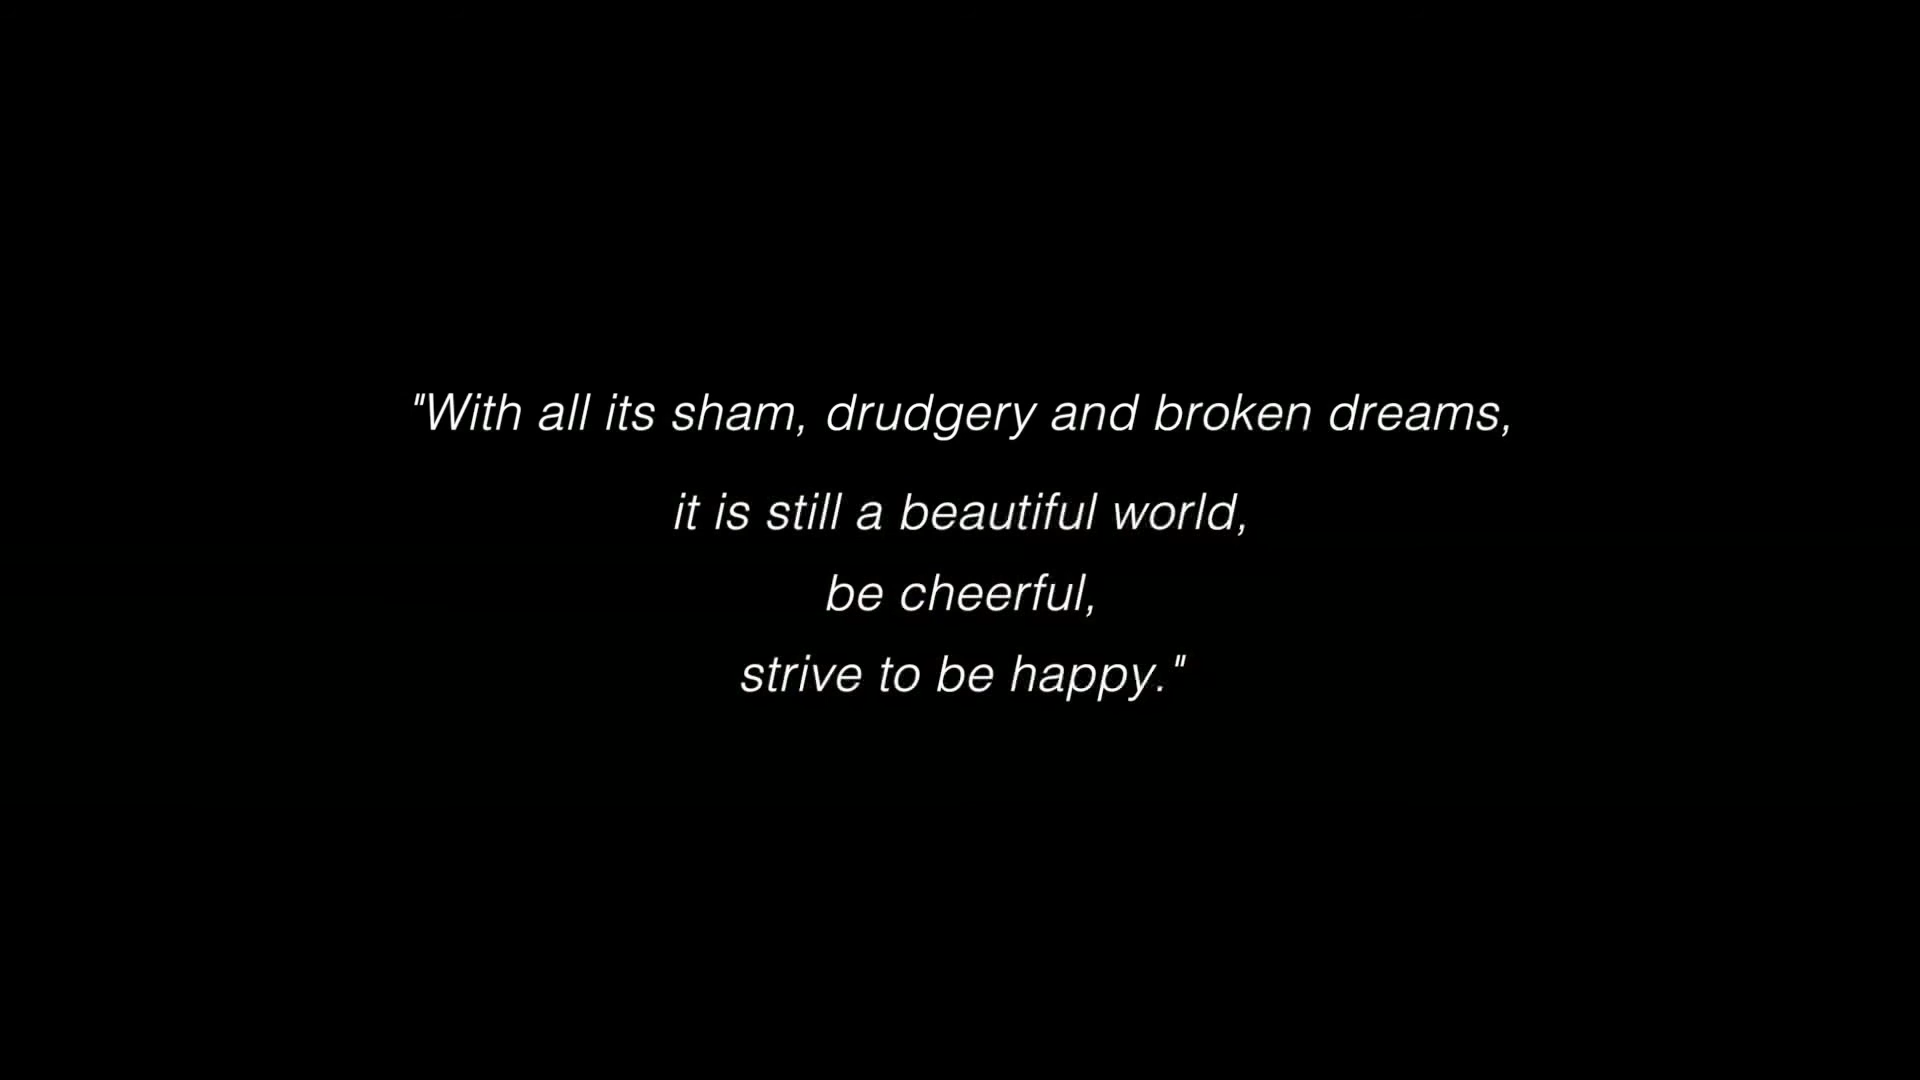 "With all its sham, drudgery and broken dreams,
it is still a beautiful world,
be cheerful,
strive to be happy."